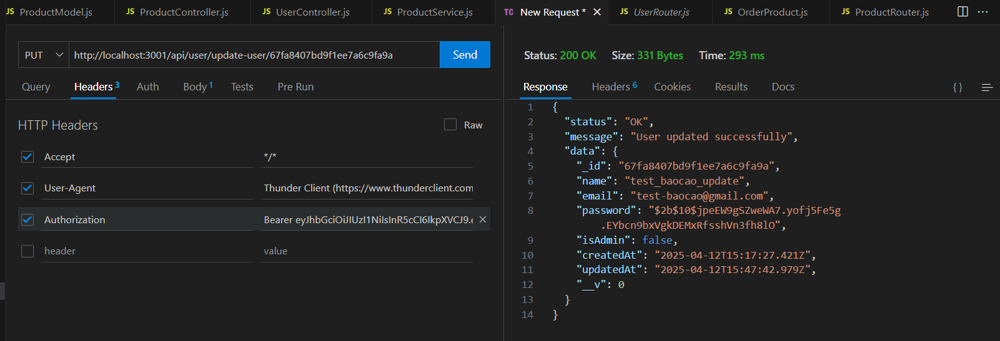 JS ProductModel.js
JS ProductController.js
JS UserController.js
JS ProductService.js
TC New Request *
JS UserRouter.js
JS OrderProduct.js
JS ProductRouter.js
PUT
http://localhost:3001/api/user/update-user/67fa8407bd9f1ee7a6c9fa9a
Send
Query
Headers 3
Auth
Body 1
Tests
Pre Run
HTTP Headers
Raw
Accept
*/*
User-Agent
Thunder Client (https://www.thunderclient.com
Authorization
Bearer eyJhbGciOiJIUzI1NiIsInR5cCI6IkpXVCJ9.e
header
value
Status: 200 OK
Size: 331 Bytes
Time: 293 ms
Response
Headers 6
Cookies
Results
Docs
{ }
1 {
2 "status": "OK",
3 "message": "User updated successfully",
4 "data": {
5 "_id": "67fa8407bd9f1ee7a6c9fa9a",
6 "name": "test_baocao_update",
7 "email": "test-baocao@gmail.com",
8 "password": "$2b$10$jpeEW9gSZweWA7.yofj5Fe5g
.EYbcn9bxVgkDEMxRfsshVn3fh8lO",
9 "isAdmin": false,
10 "createdAt": "2025-04-12T15:17:27.421Z",
11 "updatedAt": "2025-04-12T15:47:42.979Z",
12 "__v": 0
13 }
14 }